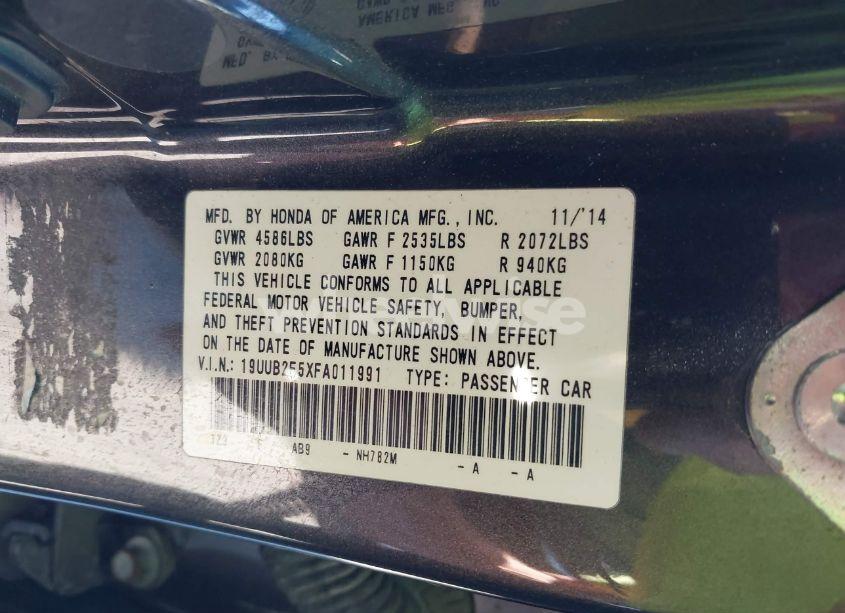 MFD. BY HONDA OF AMERICA MFG., INC. 11/'14
GVWR 4586LBS GAWR F 2535LBS R 2072LBS
GVWR 2080KG GAWR F 1150KG R 940KG
THIS VEHICLE CONFORMS TO ALL APPLICABLE
FEDERAL MOTOR VEHICLE SAFETY, BUMPER,
AND THEFT PREVENTION STANDARDS IN EFFECT
ON THE DATE OF MANUFACTURE SHOWN ABOVE.
V.I.N.: 19UUB2F5XFA011991 TYPE: PASSENGER CAR
AB9 - NH782M - A - A